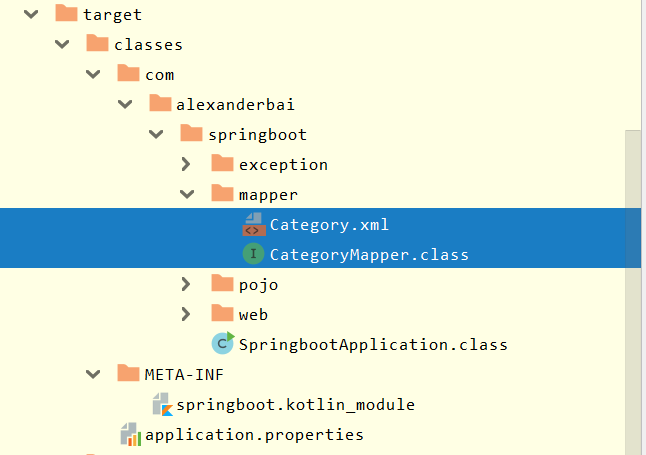 target
classes
com
alexanderbai
springboot
exception
mapper
Category.xml
CategoryMapper.class
pojo
web
SpringbootApplication.class
META-INF
springboot.kotlin_module
application.properties